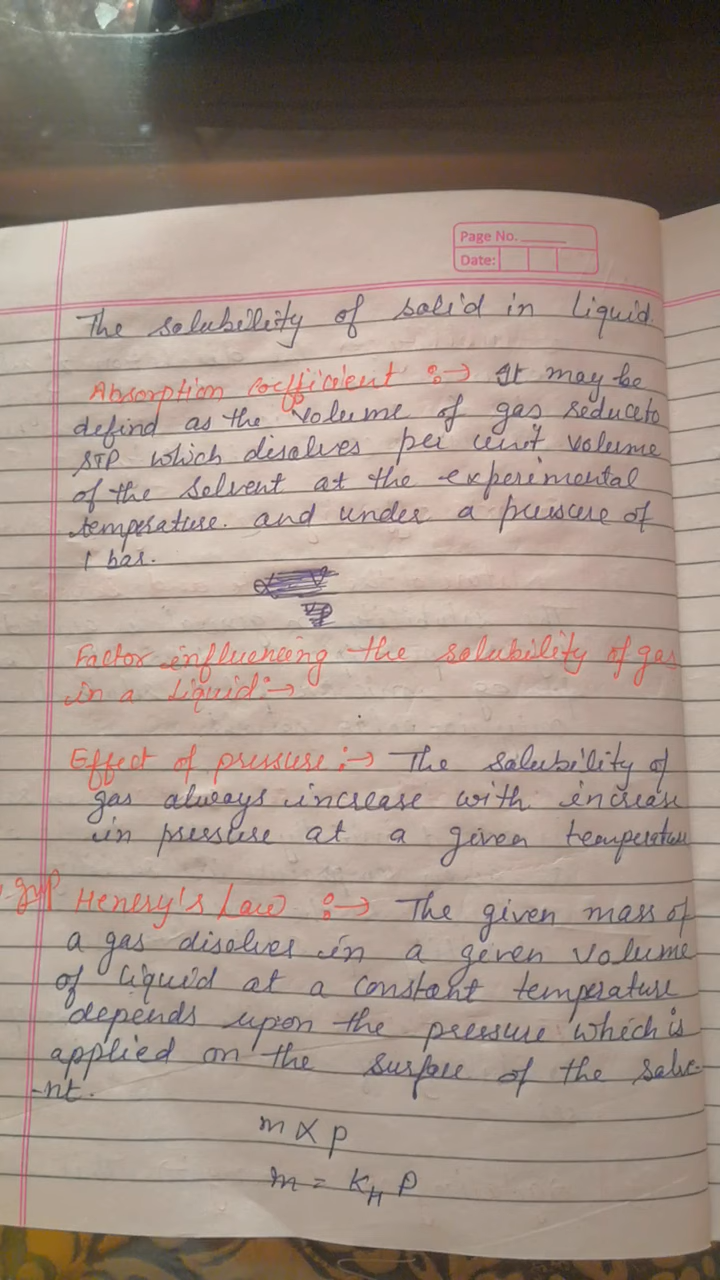 Page No.
Date:
The solubility of solid in liquid.
Absorption coefficient :→ It may be
defind as the volume of gas reduceto
STP which disolves per unit volume
of the solvent at the experimental
temperature. and under a pressure of
1 bar.
Factor influencing the solubility of gas
in a liquid:→
Effect of pressure :→ The solubility of
gas always increase with increase
in pressure at a given temperature
Henery's Law :→ The given mass of
a gas disolves in a given volume
of liquid at a constant temperature
depends upon the pressure which is
applied on the surface of the solve-
-nt.
m ∝ p
m = KH P